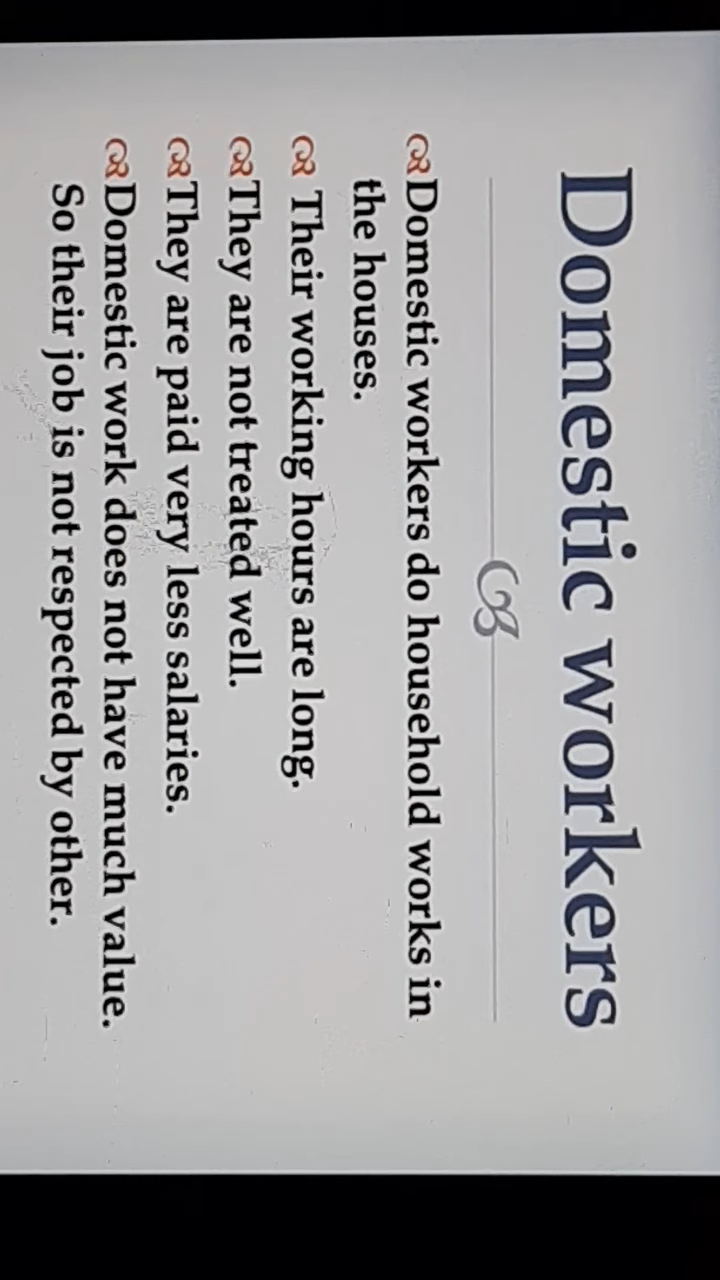 Domestic workers
Domestic workers do household works in
the houses.
Their working hours are long.
They are not treated well.
They are paid very less salaries.
Domestic work does not have much value.
So their job is not respected by other.